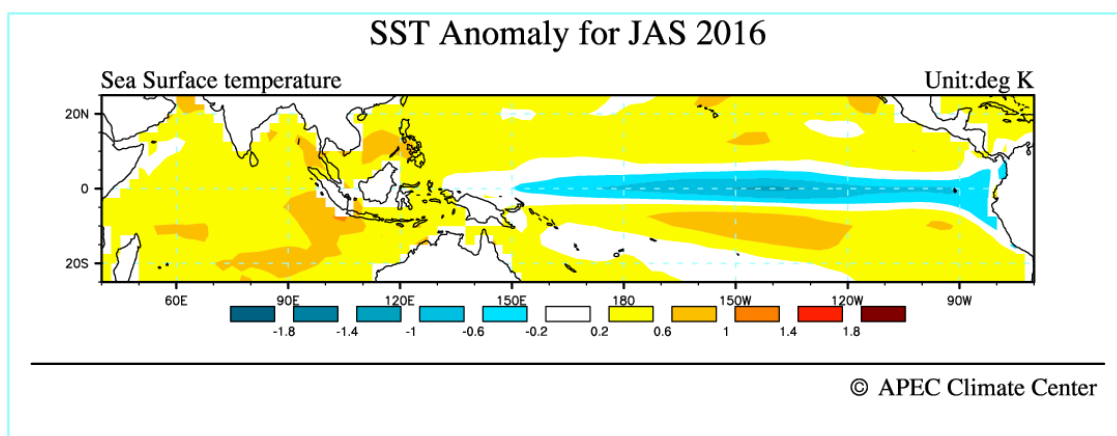 SST Anomaly for JAS 2016
Sea Surface temperature Unit:deg K
20N
0
20S
60E 90E 120E 150E 180 150W 120W 90W
-1.8 -1.4 -1 -0.6 -0.2 0.2 0.6 1 1.4 1.8
© APEC Climate Center